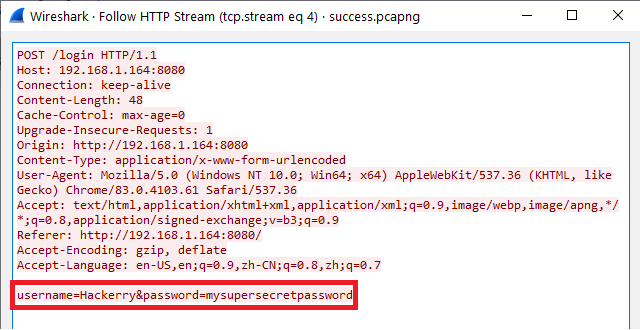 Wireshark · Follow HTTP Stream (tcp.stream eq 4) · success.pcapng
POST /login HTTP/1.1
Host: 192.168.1.164:8080
Connection: keep-alive
Content-Length: 48
Cache-Control: max-age=0
Upgrade-Insecure-Requests: 1
Origin: http://192.168.1.164:8080
Content-Type: application/x-www-form-urlencoded
User-Agent: Mozilla/5.0 (Windows NT 10.0; Win64; x64) AppleWebKit/537.36 (KHTML, like
Gecko) Chrome/83.0.4103.61 Safari/537.36
Accept: text/html,application/xhtml+xml,application/xml;q=0.9,image/webp,image/apng,*/
*;q=0.8,application/signed-exchange;v=b3;q=0.9
Referer: http://192.168.1.164:8080/
Accept-Encoding: gzip, deflate
Accept-Language: en-US,en;q=0.9,zh-CN;q=0.8,zh;q=0.7
username=Hackerry&password=mysupersecretpassword